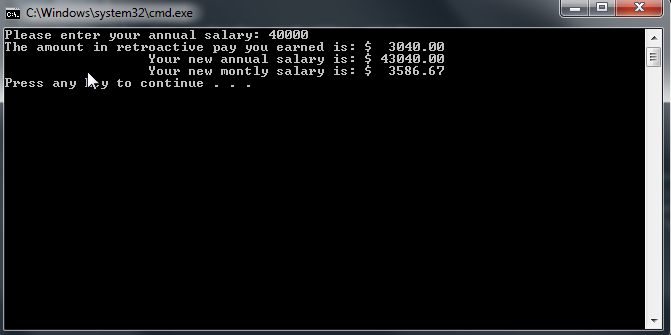 C:\Windows\system32\cmd.exe
Please enter your annual salary: 40000
The amount in retroactive pay you earned is: $  3040.00
Your new annual salary is: $ 43040.00
Your new montly salary is: $  3586.67
Press any key to continue . . .